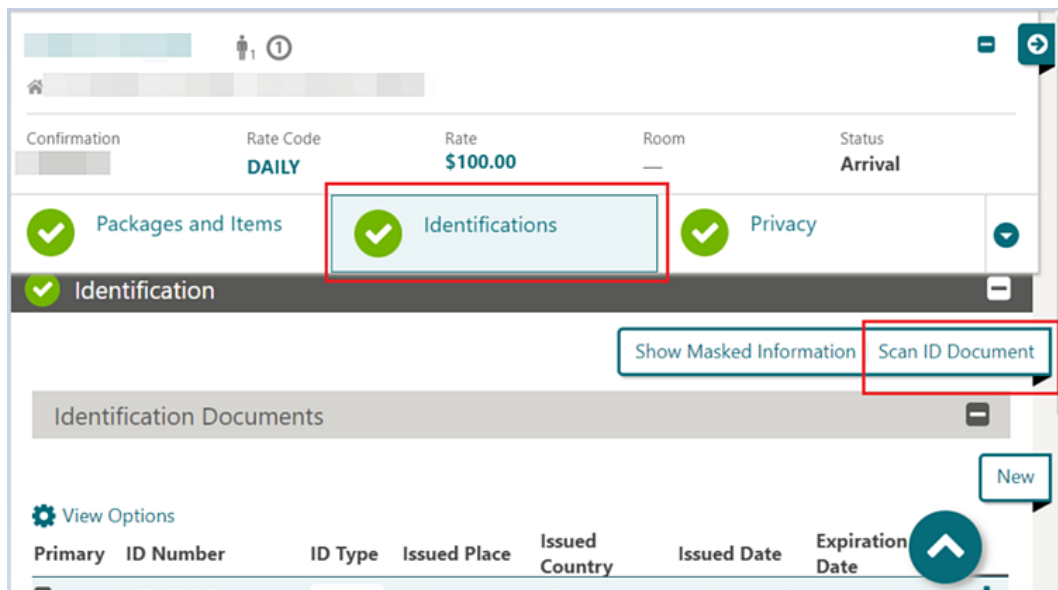 1 1
Confirmation Rate Code Rate Room Status
DAILY $100.00 — Arrival
Packages and Items Identifications Privacy
Identification
Show Masked Information Scan ID Document
Identification Documents
New
View Options
Primary ID Number ID Type Issued Place Issued Country Issued Date Expiration Date